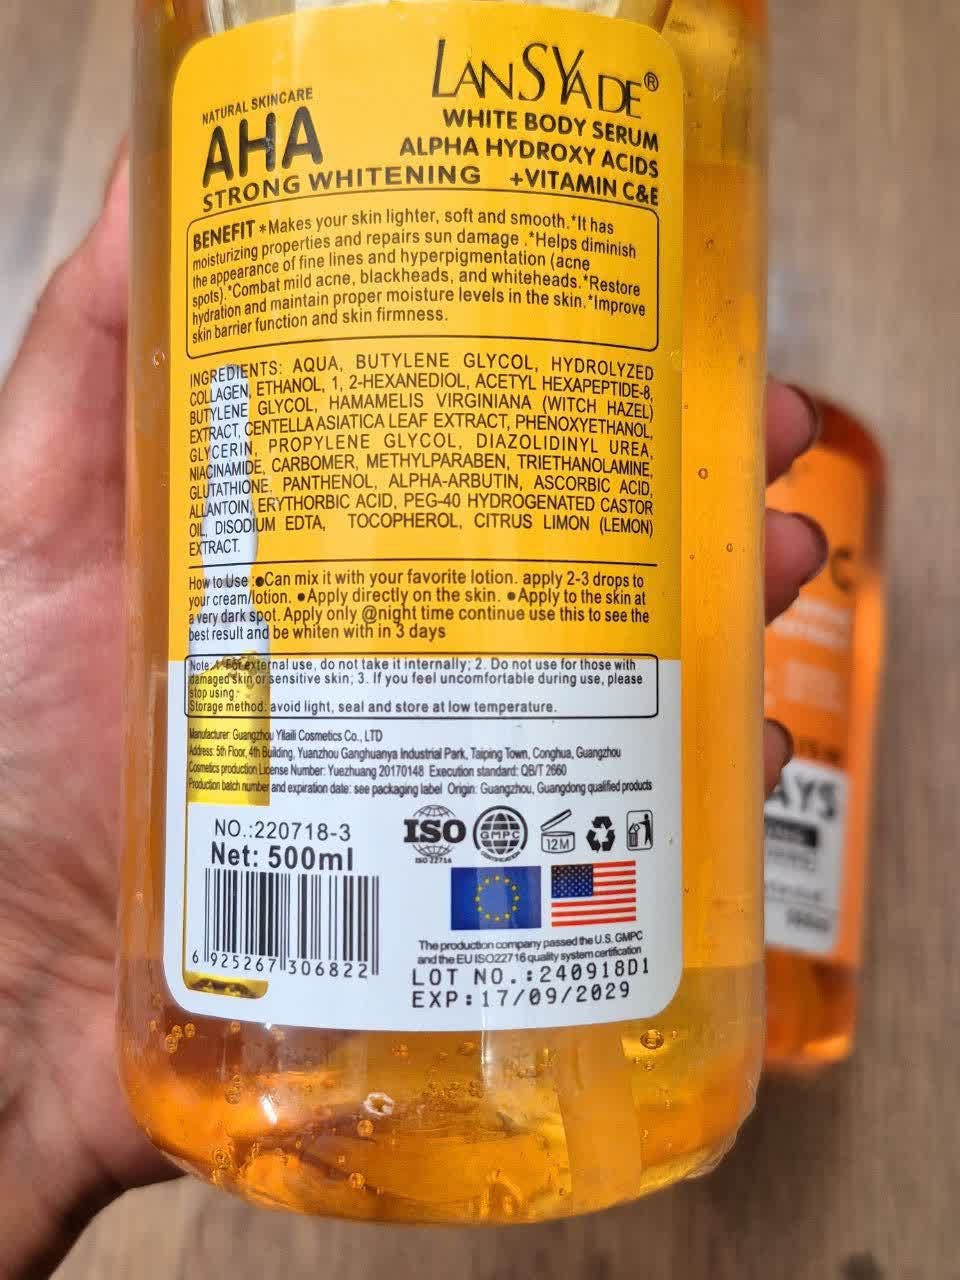 LANSYADE®
NATURAL SKINCARE
AHA
STRONG WHITENING
WHITE BODY SERUM
ALPHA HYDROXY ACIDS
+VITAMIN C&E
BENEFIT *Makes your skin lighter, soft and smooth.*It has
moisturizing properties and repairs sun damage .*Helps diminish
the appearance of fine lines and hyperpigmentation (acne
spots).*Combat mild acne, blackheads, and whiteheads.*Restore
hydration and maintain proper moisture levels in the skin.*Improve
skin barrier function and skin firmness.
INGREDIENTS: AQUA, BUTYLENE GLYCOL, HYDROLYZED
COLLAGEN, ETHANOL, 1, 2-HEXANEDIOL, ACETYL HEXAPEPTIDE-8,
BUTYLENE GLYCOL, HAMAMELIS VIRGINIANA (WITCH HAZEL)
EXTRACT, CENTELLA ASIATICA LEAF EXTRACT, PHENOXYETHANOL,
GLYCERIN, PROPYLENE GLYCOL, DIAZOLIDINYL UREA,
NIACINAMIDE, CARBOMER, METHYLPARABEN, TRIETHANOLAMINE,
GLUTATHIONE, PANTHENOL, ALPHA-ARBUTIN, ASCORBIC ACID,
ALLANTOIN, ERYTHORBIC ACID, PEG-40 HYDROGENATED CASTOR
OIL, DISODIUM EDTA, TOCOPHEROL, CITRUS LIMON (LEMON)
EXTRACT.
How to Use :●Can mix it with your favorite lotion. apply 2-3 drops to
your cream/lotion. ●Apply directly on the skin. ●Apply to the skin at
a very dark spot. Apply only @night time continue use this to see the
best result and be whiten with in 3 days
Note:1. For external use, do not take it internally; 2. Do not use for those with
damaged skin or sensitive skin; 3. If you feel uncomfortable during use, please
stop using.
Storage method: avoid light, seal and store at low temperature.
Manufacturer: Guangzhou Yilaili Cosmetics Co., LTD
Address: 5th Floor, 4th Building, Yuanzhou Ganghuanya Industrial Park, Taiping Town, Conghua, Guangzhou
Cosmetics production License Number: Yuezhuang 20170148 Execution standard: QB/T 2660
Production batch number and expiration date: see packaging label Origin: Guangzhou, Guangdong qualified products
NO.:220718-3
Net: 500ml
ISO
ISO 22716
GMPC
CERTIFICATION
12M
6 925267 306822
The production company passed the U.S. GMPC
and the EU ISO22716 quality system certification
LOT NO.:240918D1
EXP:17/09/2029
C
AYS